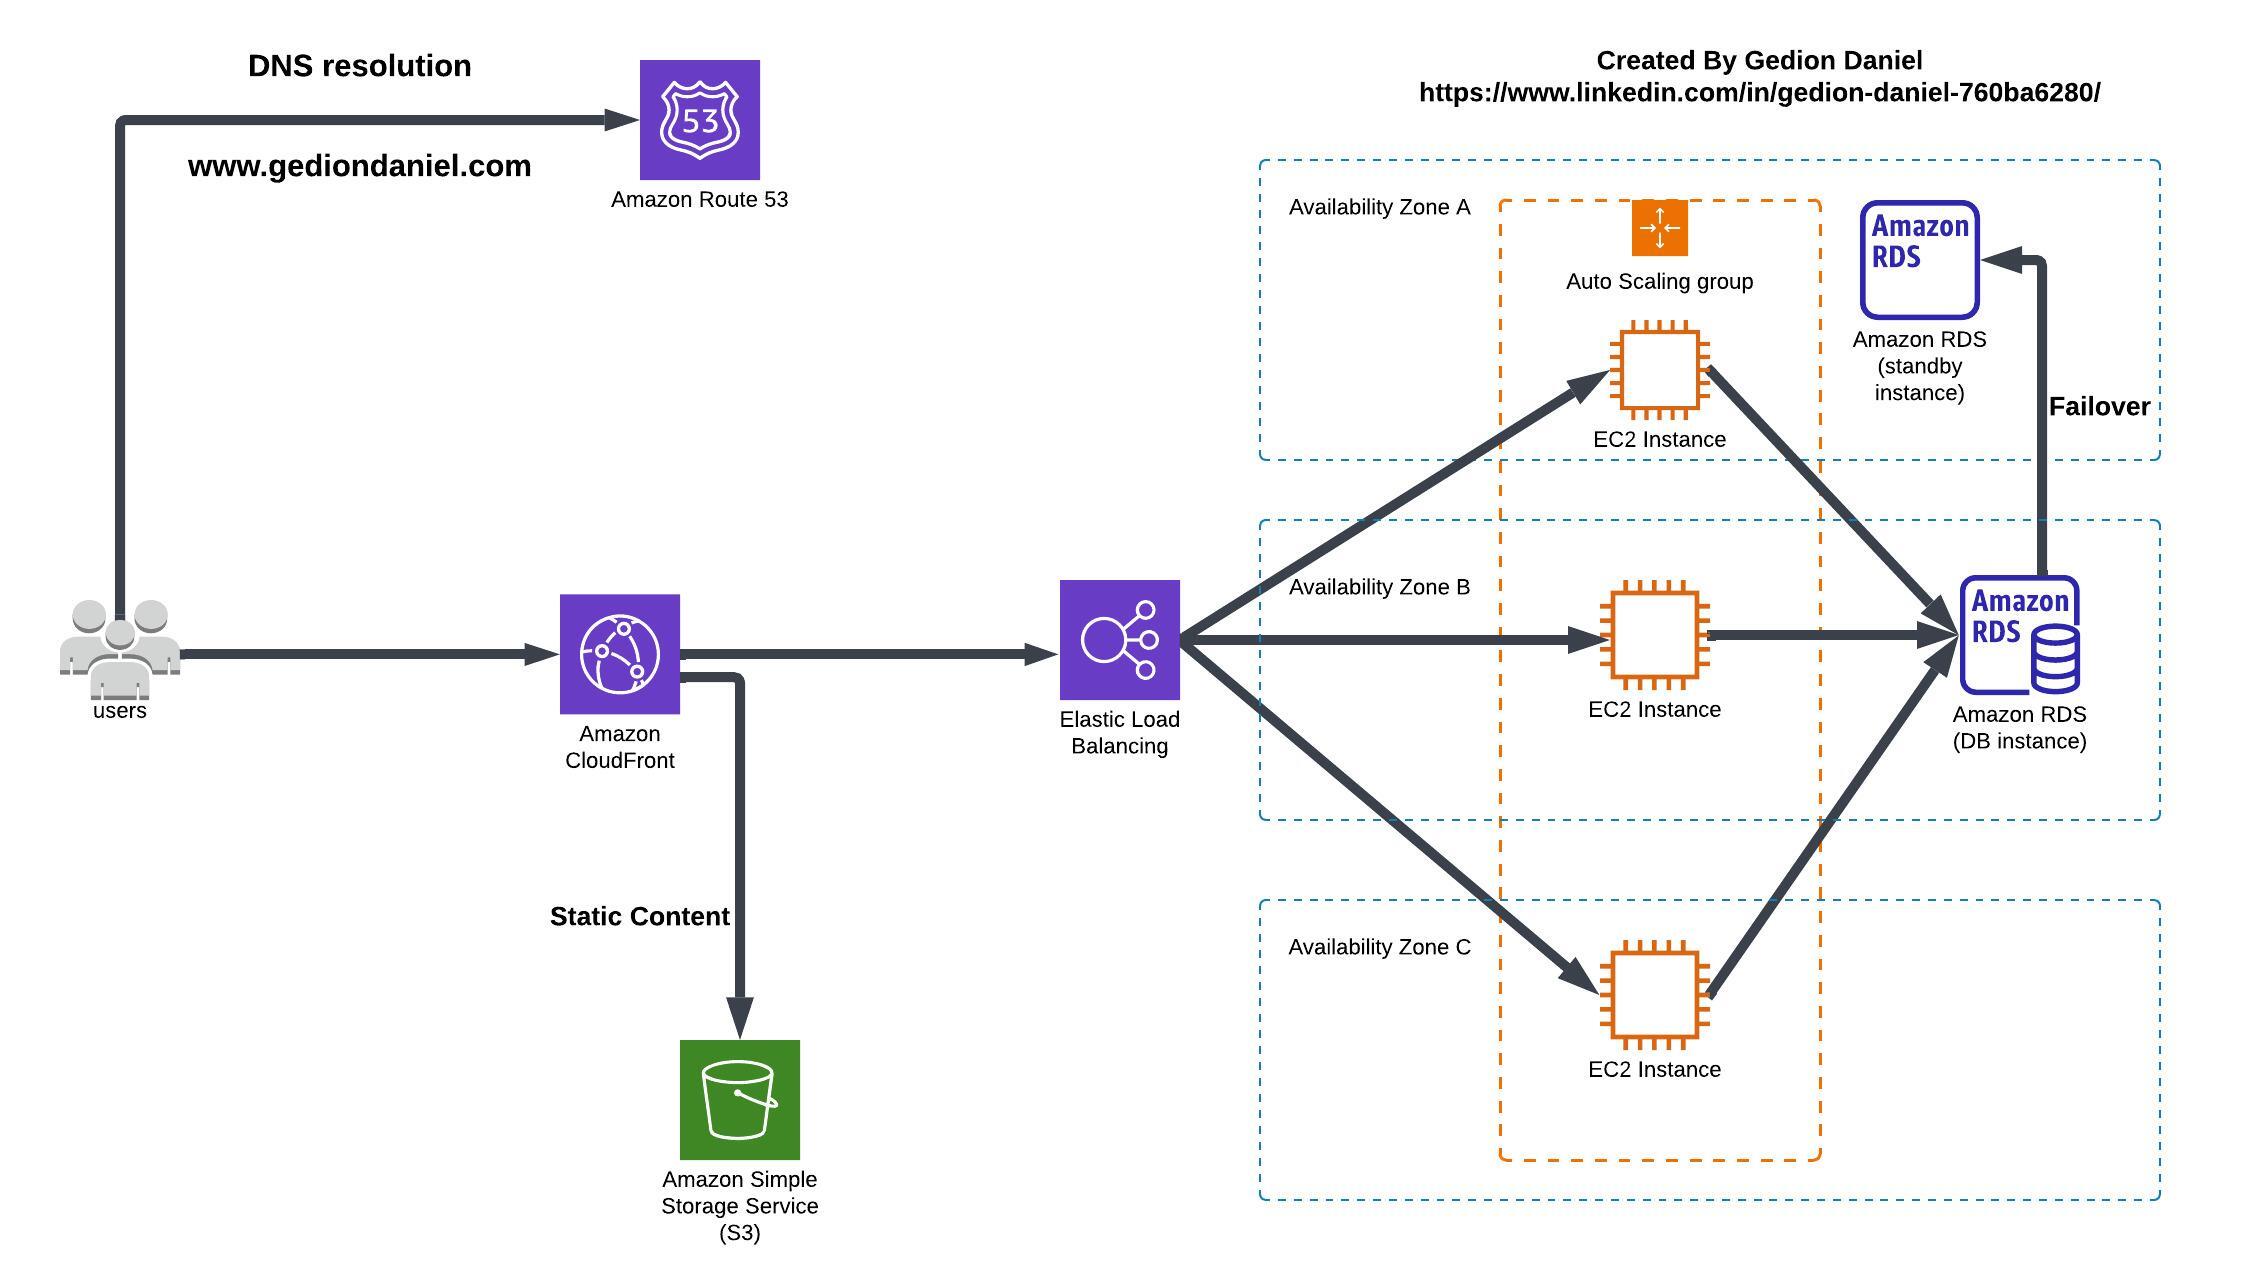 DNS resolution
www.gediondaniel.com
53
Amazon Route 53
Created By Gedion Daniel
https://www.linkedin.com/in/gedion-daniel-760ba6280/
Availability Zone A
Auto Scaling group
EC2 Instance
Amazon
RDS
Amazon RDS
(standby
instance)
Failover
users
Amazon
CloudFront
Elastic Load
Balancing
Availability Zone B
EC2 Instance
Amazon
RDS
Amazon RDS
(DB instance)
Static Content
Amazon Simple
Storage Service
(S3)
Availability Zone C
EC2 Instance